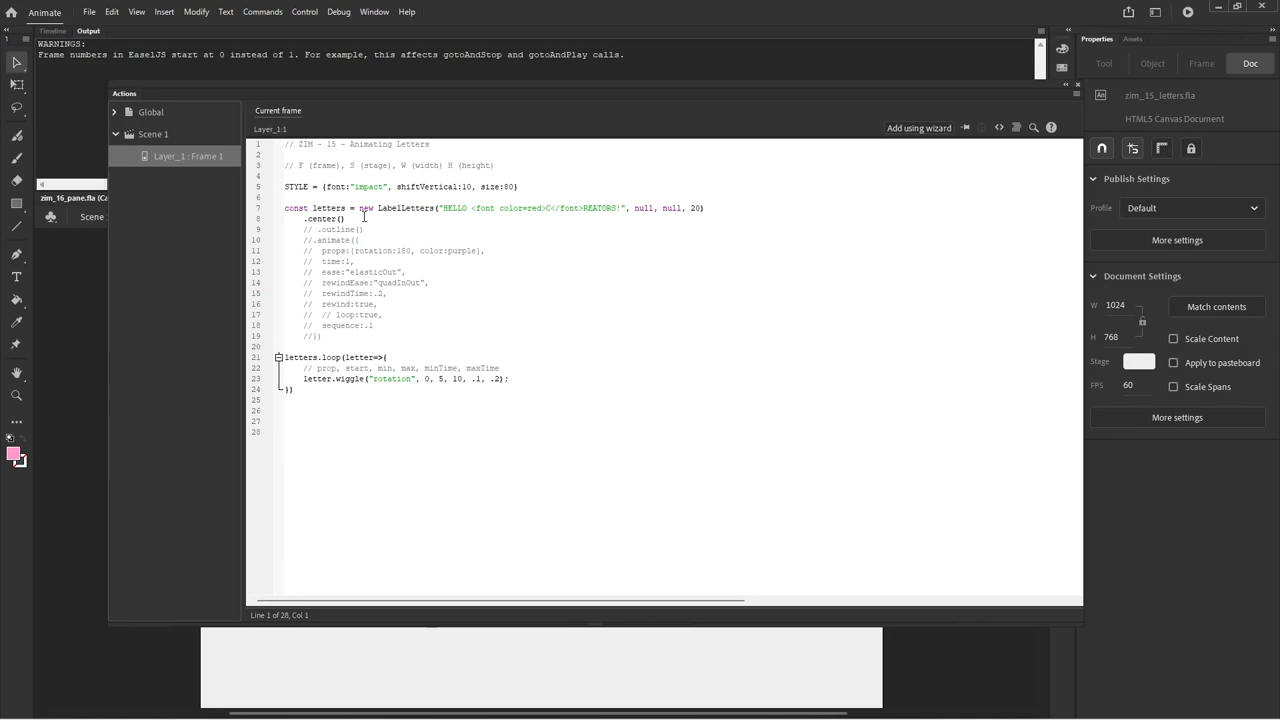 Animate File Edit View Insert Modify Text Commands Control Debug Window Help
Timeline Output
WARNINGS:
Frame numbers in EaselJS start at 0 instead of 1. For example, this affects gotoAndStop and gotoAndPlay calls.
Actions
Global
Scene 1
Layer_1 : Frame 1
zim_16_pane.fla (Ca
Scene
Current frame
Layer_1:1
Add using wizard
1 // ZIM - 15 - Animating Letters
2
3 // F (frame), S (stage), W (width) H (height)
4
5 STYLE = {font:"impact", shiftVertical:10, size:80}
6
7 const letters = new LabelLetters("HELLO <font color=red>C</font>REATORS!", null, null, 20)
8 .center()
9 // .outline()
10 //.animate({
11 // props:{rotation:180, color:purple},
12 // time:1,
13 // ease:"elasticOut",
14 // rewindEase:"quadInOut",
15 // rewindTime:.2,
16 // rewind:true,
17 // // loop:true,
18 // sequence:.1
19 //})
20
21 letters.loop(letter=>{
22 // prop, start, min, max, minTime, maxTime
23 letter.wiggle("rotation", 0, 5, 10, .1, .2);
24 })
25
26
27
28
Line 1 of 28, Col 1
Properties Assets
Tool Object Frame Doc
An zim_15_letters.fla
HTML5 Canvas Document
Publish Settings
Profile Default
More settings
Document Settings
W 1024 Match contents
H 768 Scale Content
Stage Apply to pasteboard
FPS 60 Scale Spans
More settings